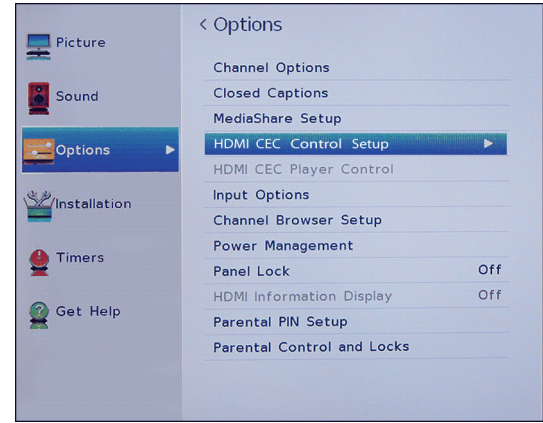 Picture
Sound
Options
Installation
Timers
Get Help
< Options
Channel Options
Closed Captions
MediaShare Setup
HDMI CEC Control Setup
HDMI CEC Player Control
Input Options
Channel Browser Setup
Power Management
Panel Lock Off
HDMI Information Display Off
Parental PIN Setup
Parental Control and Locks